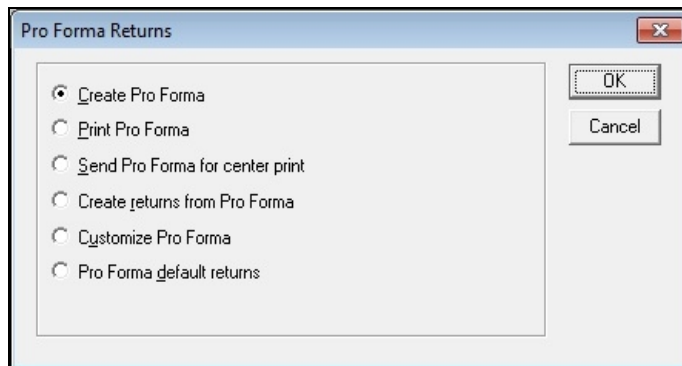 Pro Forma Returns
Create Pro Forma
OK
Print Pro Forma
Cancel
Send Pro Forma for center print
Create returns from Pro Forma
Customize Pro Forma
Pro Forma default returns